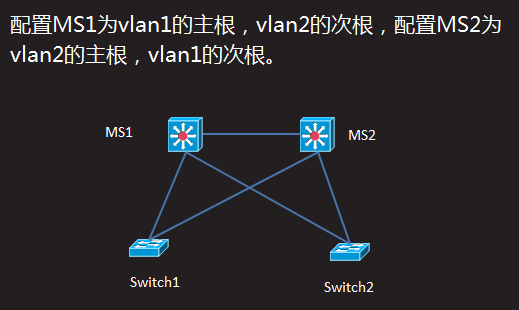 配置MS1为vlan1的主根，vlan2的次根，配置MS2为
vlan2的主根，vlan1的次根。
MS1
MS2
Switch1
Switch2